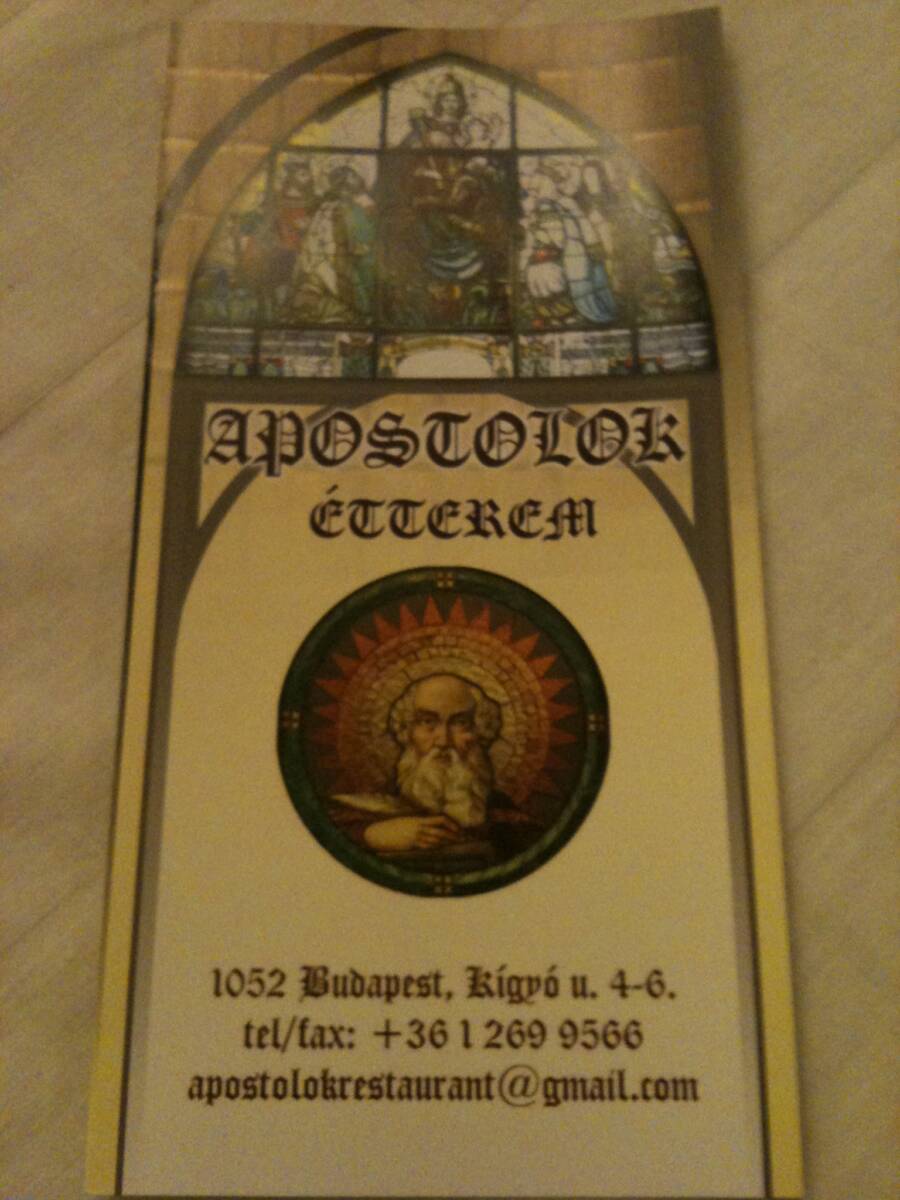 APOSTOLOK
ÉTTEREM
1052 Budapest, Kígyó u. 4-6.
tel/fax: +36 1 269 9566
apostolokrestaurant@gmail.com